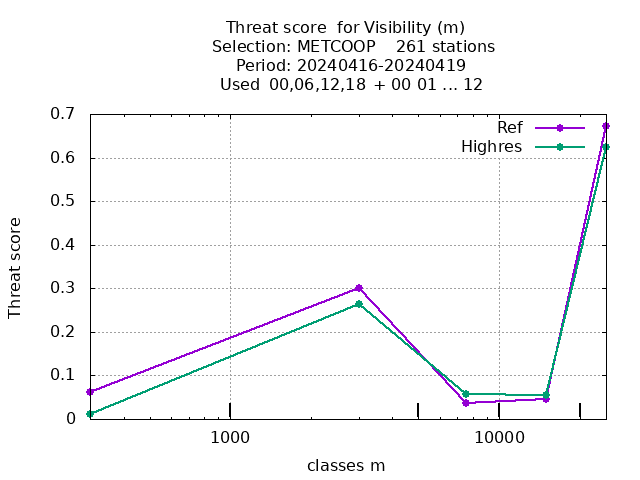 Threat score  for Visibility (m)
Selection: METCOOP    261 stations
Period: 20240416-20240419
Used  00,06,12,18  + 00 01 ... 12
Ref
Highres
0.7
0.6
0.5
0.4
0.3
0.2
0.1
0
Threat score
1000
10000
classes m